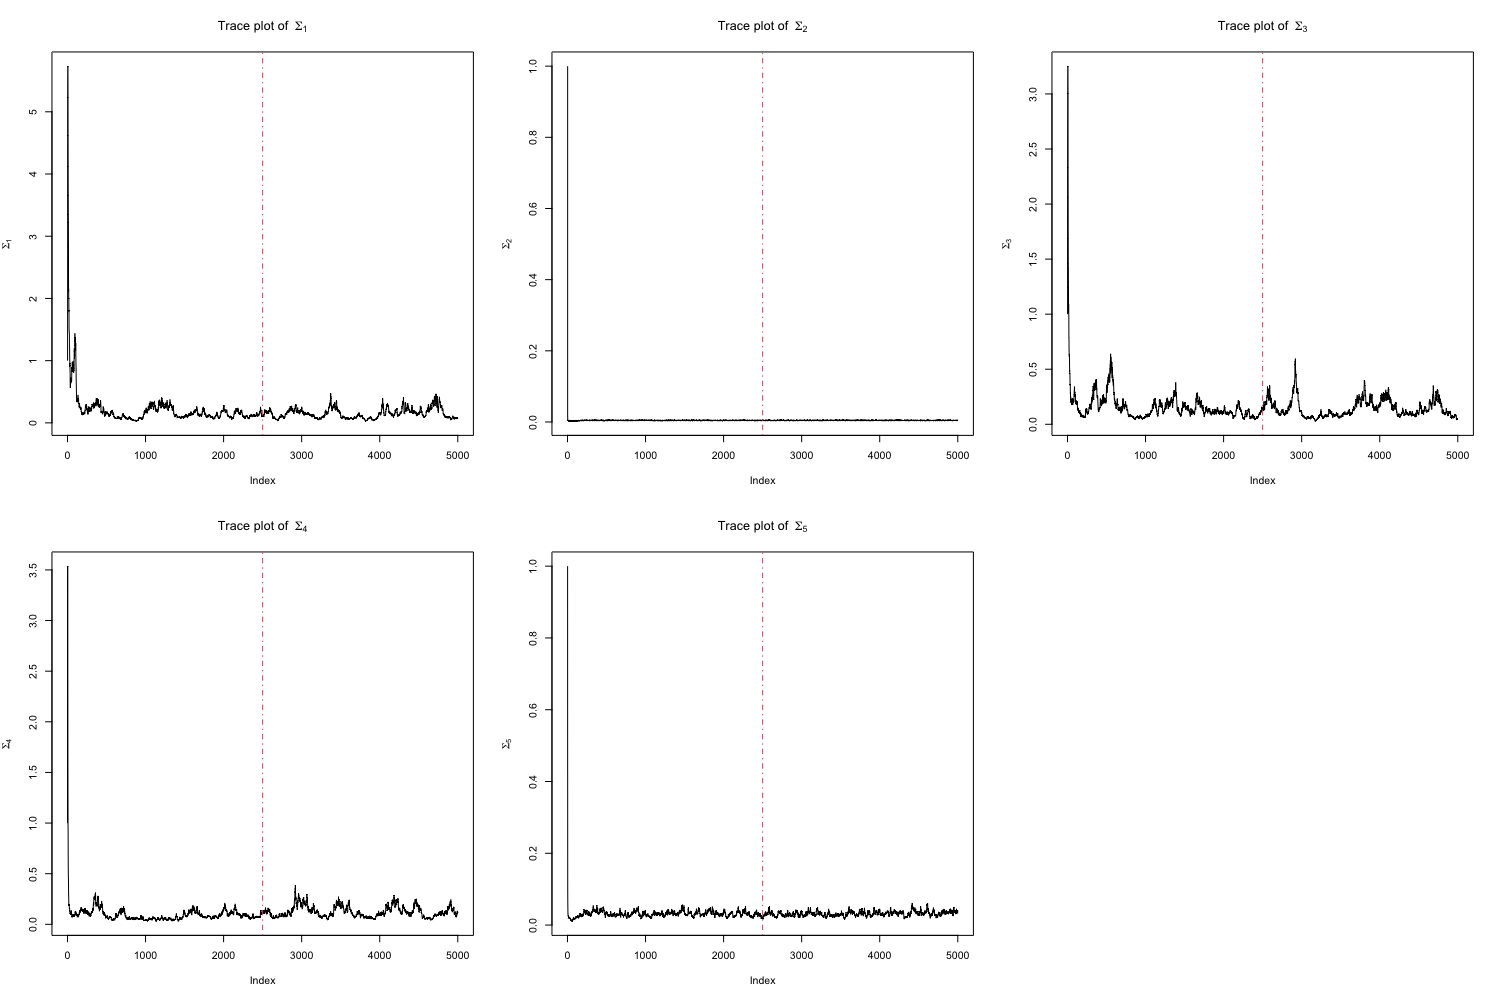 Trace plot of Σ₁
Σ₁
5
4
3
2
1
0
0 1000 2000 3000 4000 5000
Index
Trace plot of Σ₂
Σ₂
1.0
0.8
0.6
0.4
0.2
0.0
0 1000 2000 3000 4000 5000
Index
Trace plot of Σ₃
Σ₃
3.0
2.5
2.0
1.5
1.0
0.5
0.0
0 1000 2000 3000 4000 5000
Index
Trace plot of Σ₄
Σ₄
3.5
3.0
2.5
2.0
1.5
1.0
0.5
0.0
0 1000 2000 3000 4000 5000
Index
Trace plot of Σ₅
Σ₅
1.0
0.8
0.6
0.4
0.2
0.0
0 1000 2000 3000 4000 5000
Index